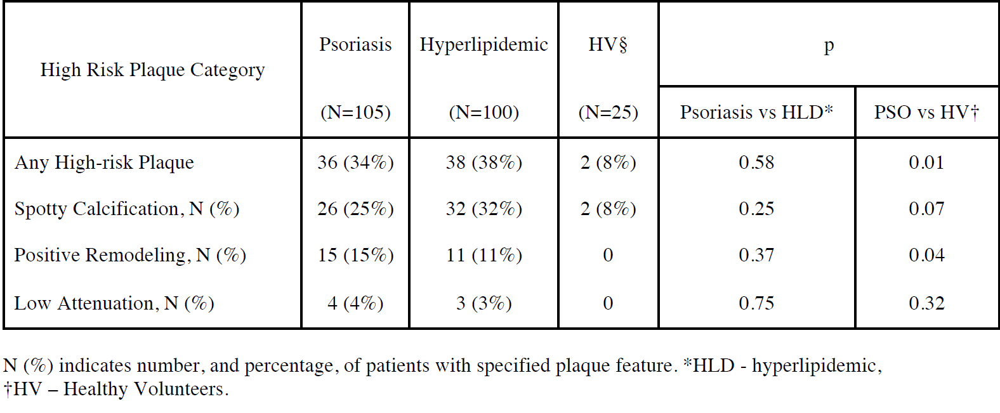 High Risk Plaque Category Psoriasis (N=105) Hyperlipidemic (N=100) HV§ (N=25) p
Psoriasis vs HLD* PSO vs HV†
Any High-risk Plaque 36 (34%) 38 (38%) 2 (8%) 0.58 0.01
Spotty Calcification, N (%) 26 (25%) 32 (32%) 2 (8%) 0.25 0.07
Positive Remodeling, N (%) 15 (15%) 11 (11%) 0 0.37 0.04
Low Attenuation, N (%) 4 (4%) 3 (3%) 0 0.75 0.32
N (%) indicates number, and percentage, of patients with specified plaque feature. *HLD - hyperlipidemic,
†HV – Healthy Volunteers.